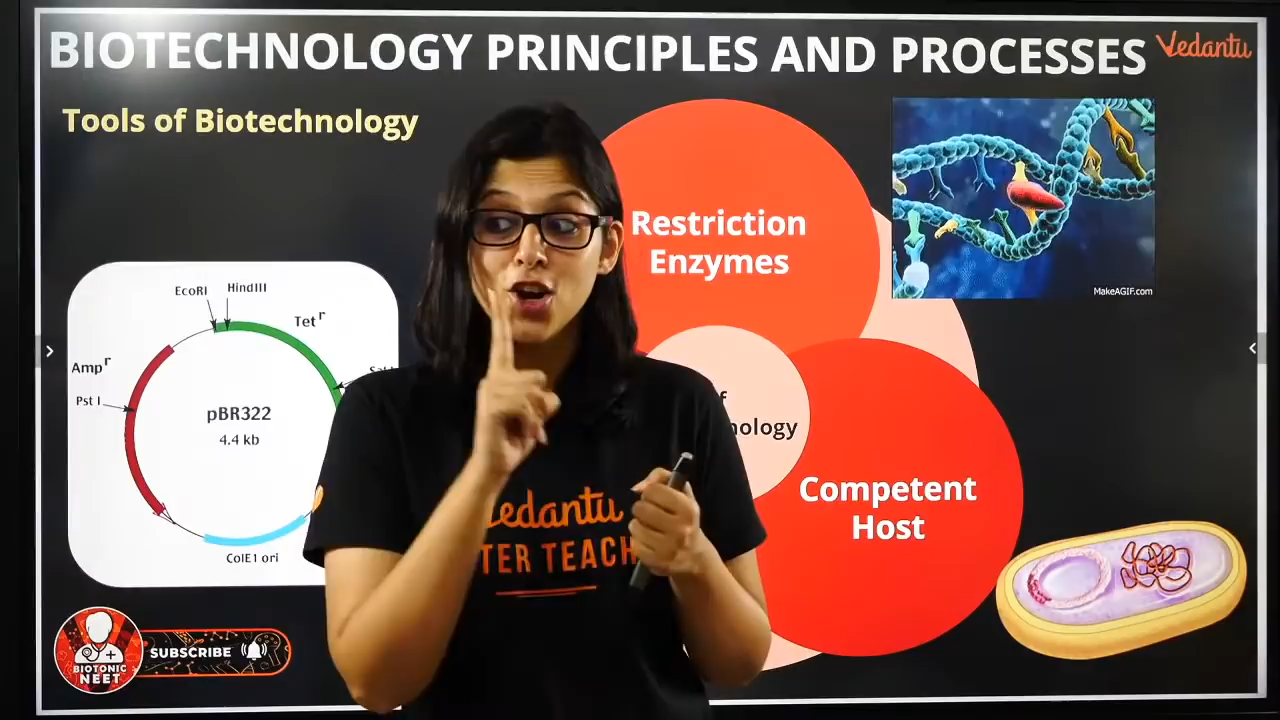 BIOTECHNOLOGY PRINCIPLES AND PROCESSES
Vedantu
Tools of Biotechnology
Restriction
Enzymes
MakeAGIF.com
EcoRI
HindIII
Tet r
Amp r
Pst I
pBR322
4.4 kb
ColE1 ori
Competent
Host
edantu
TER TEACH
BIOTONIC
NEET
SUBSCRIBE